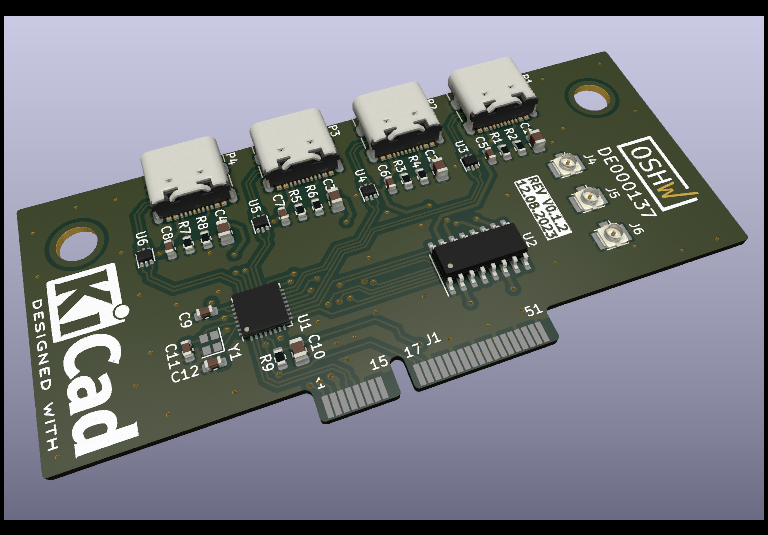 P1
P2
P3
P4
C1
R2
R1
C5
U3
C2
R4
R3
C6
U4
C3
R6
R5
C7
U5
C4
R8
R7
C8
U6
J4
J5
J6
DE000137
OSHW
REV V0.1.2
12.08.2023
U2
U1
C9
C10
C11
C12
Y1
R9
1
15
17
J1
51
DESIGNED WITH
KiCad